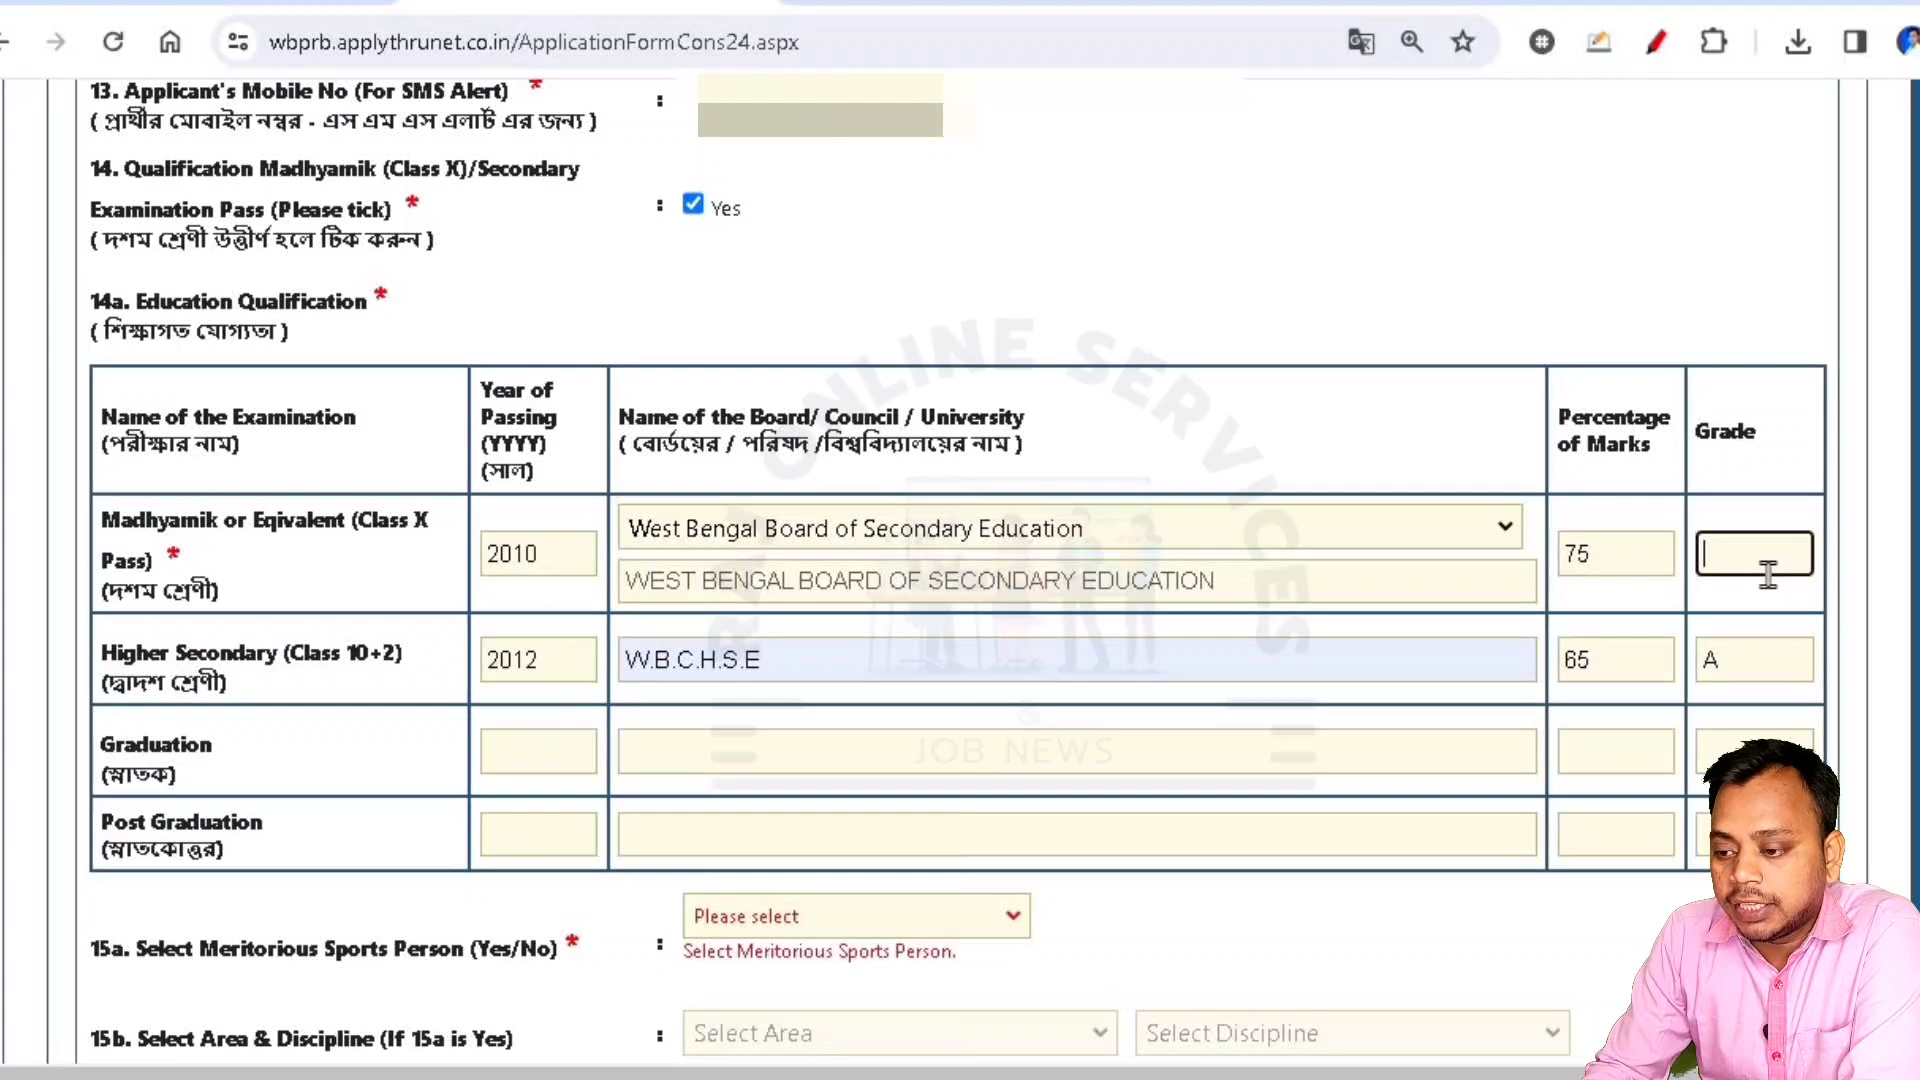 wbprb.applythrunet.co.in/ApplicationFormCons24.aspx
13. Applicant's Mobile No (For SMS Alert) * :
( প্রার্থীর মোবাইল নম্বর - এস এম এস এলার্ট এর জন্য )
14. Qualification Madhyamik (Class X)/Secondary
Examination Pass (Please tick) * : Yes
( দশম শ্রেণী উত্তীর্ণ হলে টিক করুন )
14a. Education Qualification *
( শিক্ষাগত যোগ্যতা )
Name of the Examination
(পরীক্ষার নাম)
Year of
Passing
(YYYY)
(সাল)
Name of the Board/ Council / University
( বোর্ডয়ের / পরিষদ /বিশ্ববিদ্যালয়ের নাম )
Percentage
of Marks
Grade
Madhyamik or Eqivalent (Class X
Pass) *
(দশম শ্রেণী)
2010
West Bengal Board of Secondary Education
WEST BENGAL BOARD OF SECONDARY EDUCATION
75
Higher Secondary (Class 10+2)
(দ্বাদশ শ্রেণী)
2012
W.B.C.H.S.E
65
A
Graduation
(স্নাতক)
Post Graduation
(স্নাতকোত্তর)
15a. Select Meritorious Sports Person (Yes/No) * :
Please select
Select Meritorious Sports Person.
15b. Select Area & Discipline (If 15a is Yes) :
Select Area
Select Discipline
ONLINE SERVICES
&
JOB NEWS